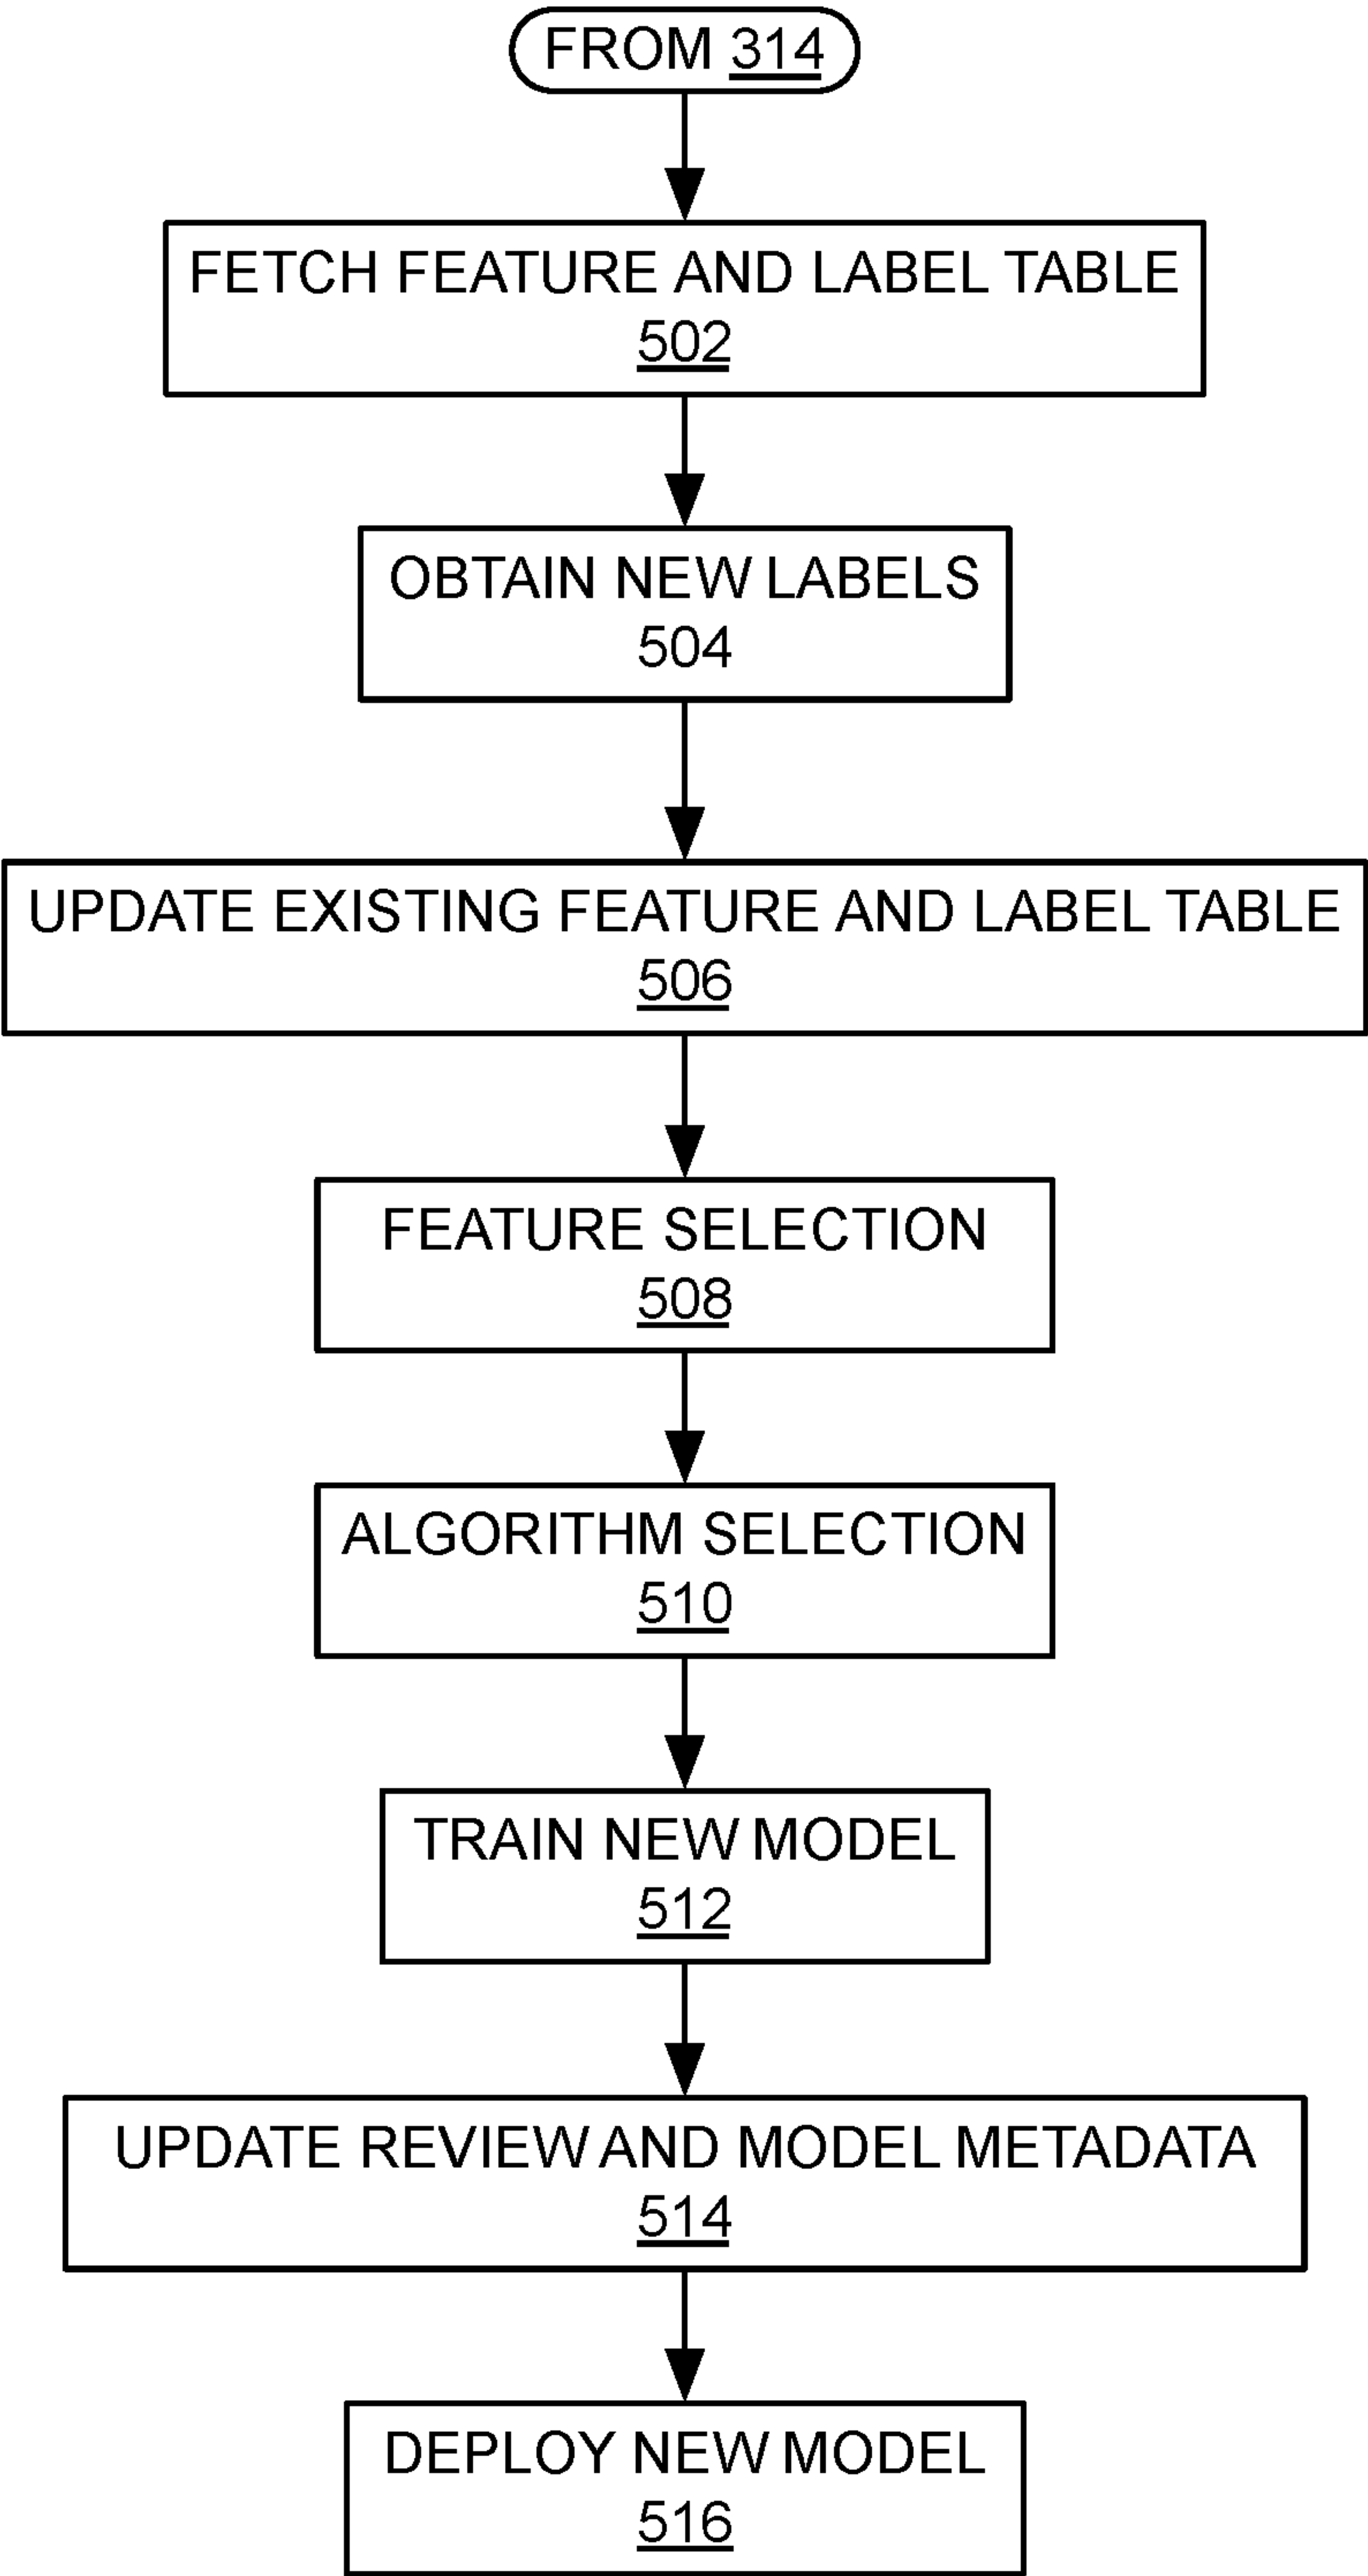 FROM 314
FETCH FEATURE AND LABEL TABLE
502
OBTAIN NEW LABELS
504
UPDATE EXISTING FEATURE AND LABEL TABLE
506
FEATURE SELECTION
508
ALGORITHM SELECTION
510
TRAIN NEW MODEL
512
UPDATE REVIEW AND MODEL METADATA
514
DEPLOY NEW MODEL
516